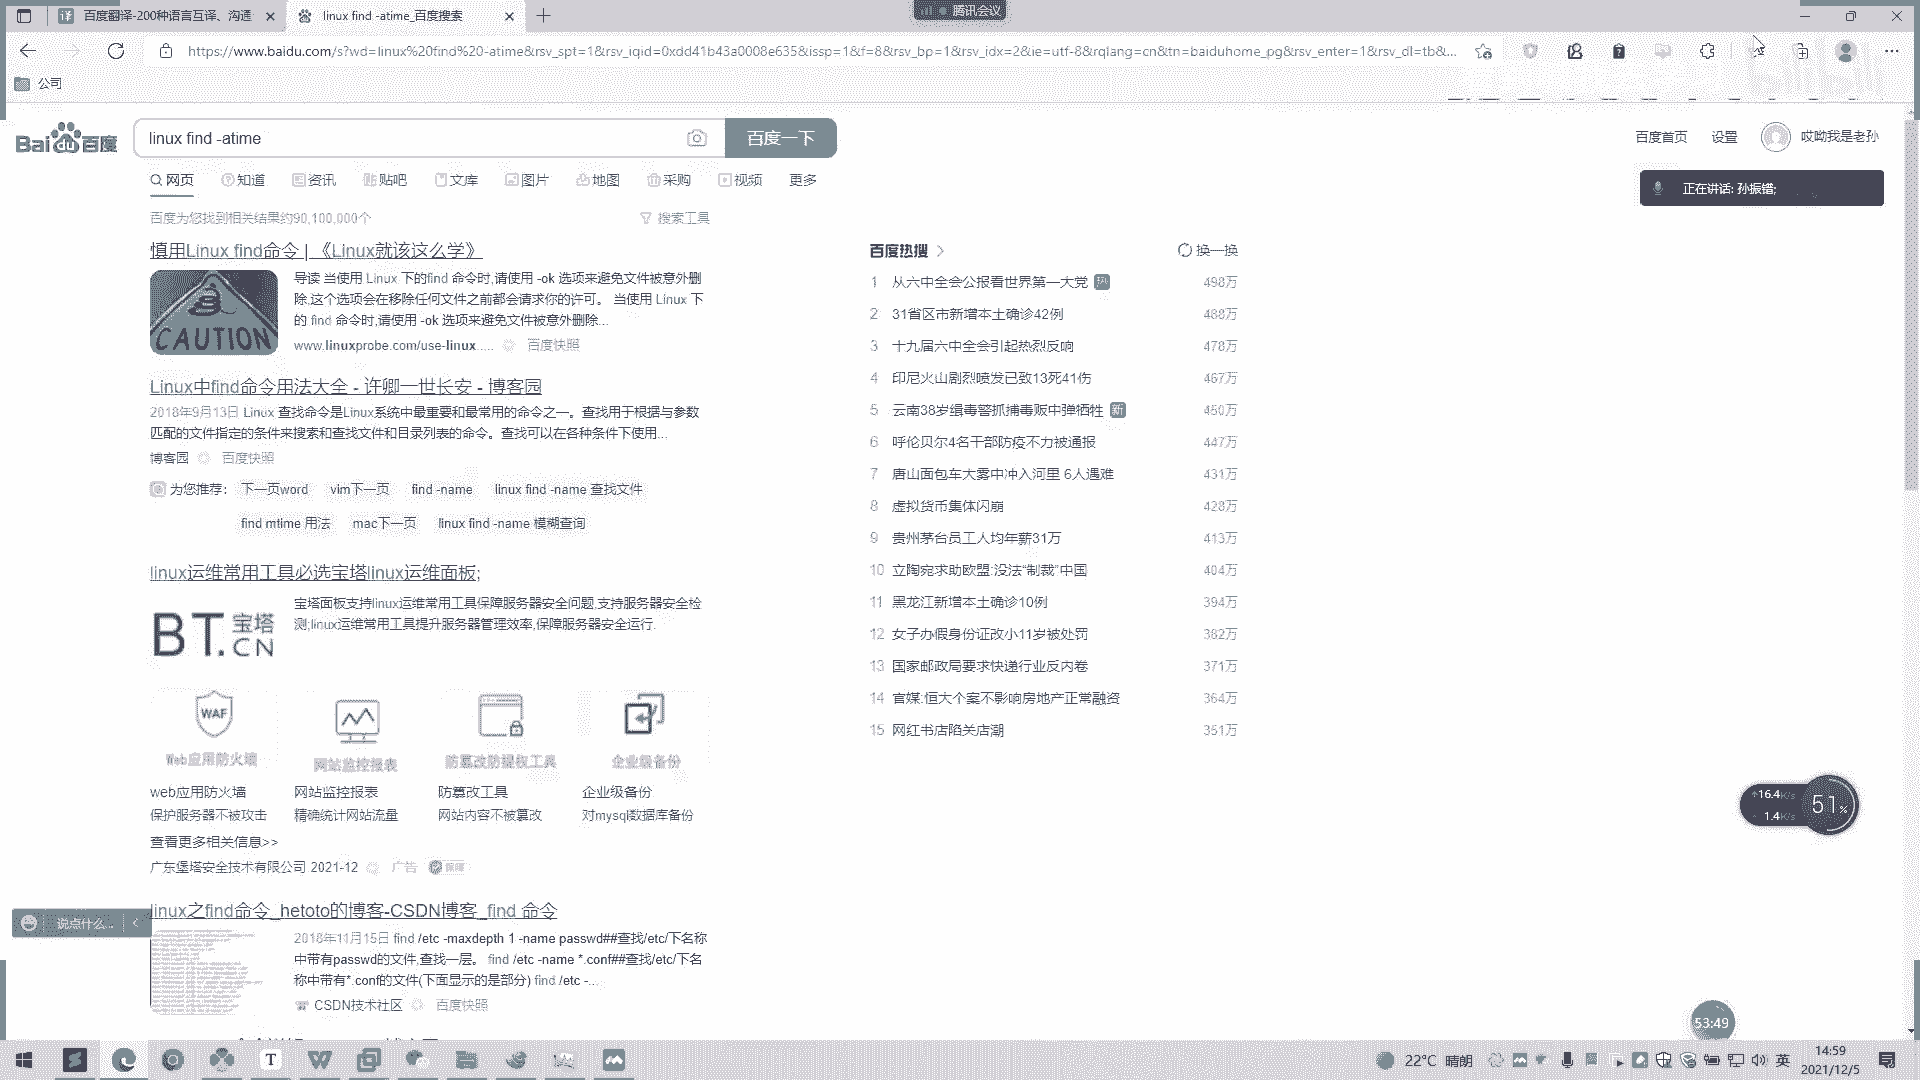 百度翻译-200种语言互译、沟通
linux find -atime_百度搜索
腾讯会议
https://www.baidu.com/s?wd=linux%20find%20-atime&rsv_spt=1&rsv_iqid=0xdd41b43a0008e635&issp=1&f=8&rsv_bp=1&rsv_idx=2&ie=utf-8&rqlang=cn&tn=baiduhome_pg&rsv_enter=1&rsv_dl=tb&...
公司
Bai du 百度
linux find -atime
百度一下
百度首页 设置 哎呦我是老孙
网页 知道 资讯 贴吧 文库 图片 地图 采购 视频 更多
正在讲话: 孙振锴;
百度为您找到相关结果约90,100,000个 搜索工具
慎用Linux find命令 | 《Linux就该这么学》
CAUTION
导读 当使用 Linux 下的find 命令时,请使用 -ok 选项来避免文件被意外删
除,这个选项会在移除任何文件之前都会请求你的许可。 当使用 Linux 下
的 find 命令时,请使用 -ok 选项来避免文件被意外删除...
www.linuxprobe.com/use-linux..... 百度快照
Linux中find命令用法大全 - 许卿一世长安 - 博客园
2018年9月13日 Linux 查找命令是Linux系统中最重要和最常用的命令之一。查找用于根据与参数
匹配的文件指定的条件来搜索和查找文件和目录列表的命令。查找可以在各种条件下使用...
博客园 百度快照
为您推荐: 下一页word vim下一页 find -name linux find -name 查找文件
find mtime 用法 mac下一页 linux find -name 模糊查询
linux运维常用工具必选宝塔linux运维面板;
BT.宝塔CN
宝塔面板支持linux运维常用工具保障服务器安全问题,支持服务器安全检
测;linux运维常用工具提升服务器管理效率,保障服务器安全运行.
WAF
Web应用防火墙 网站监控报表 防篡改防提权工具 企业级备份
web应用防火墙 网站监控报表 防篡改工具 企业级备份
保护服务器不被攻击 精确统计网站流量 网站内容不被篡改 对mysql数据库备份
查看更多相关信息>>
广东堡塔安全技术有限公司 2021-12 广告 保障
linux之find命令_hetoto的博客-CSDN博客_find 命令
2018年11月15日 find /etc -maxdepth 1 -name passwd##查找/etc/下名称
中带有passwd的文件,查找一层。 find /etc -name *.conf##查找/etc/下名
称中带有*.conf的文件(下面显示的是部分) find /etc -...
CSDN技术社区 百度快照
百度热搜 换一换
1 从六中全会公报看世界第一大党 热 498万
2 31省区市新增本土确诊42例 488万
3 十九届六中全会引起热烈反响 478万
4 印尼火山剧烈喷发已致13死41伤 467万
5 云南38岁缉毒警抓捕毒贩中弹牺牲 新 450万
6 呼伦贝尔4名干部防疫不力被通报 447万
7 唐山面包车大雾中冲入河里 6人遇难 431万
8 虚拟货币集体闪崩 428万
9 贵州茅台员工人均年薪31万 413万
10 立陶宛求助欧盟:没法“制裁”中国 404万
11 黑龙江新增本土确诊10例 394万
12 女子办假身份证改小11岁被处罚 382万
13 国家邮政局要求快递行业反内卷 371万
14 官媒:恒大个案不影响房地产正常融资 364万
15 网红书店陷关店潮 351万
16.4K/s
1.4K/s
51%
说点什么...
53:49
22°C 晴朗
英
14:59
2021/12/5